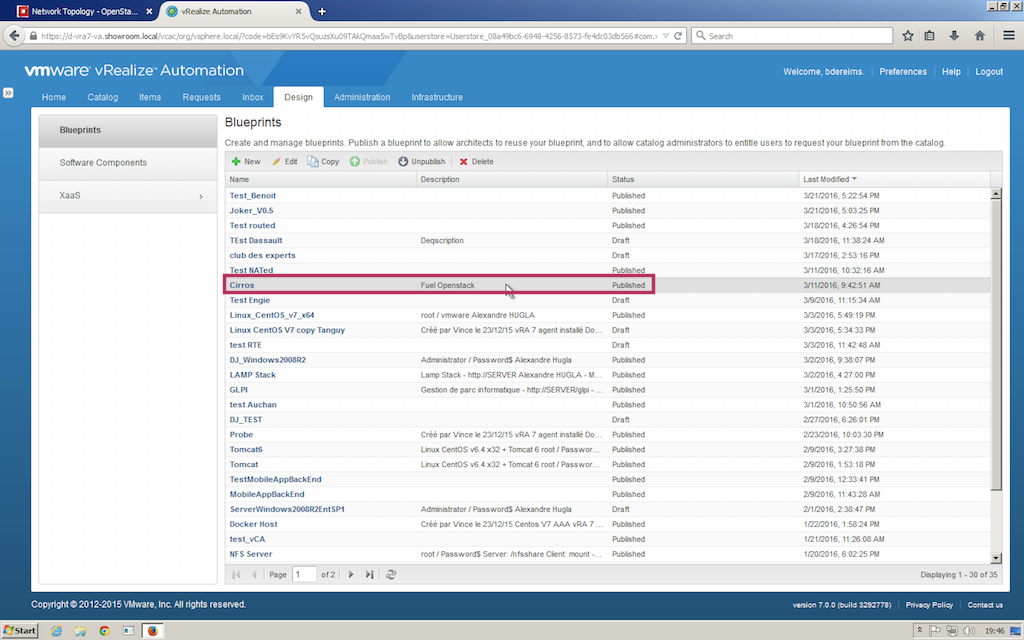 Network Topology - OpenSta...
vRealize Automation
https://d-vra7-va.showroom.local/vcac/org/vsphere.local/
Search
vmware vRealize Automation
Welcome, bdereims. Preferences Help Logout
Home Catalog Items Requests Inbox Design Administration Infrastructure
Blueprints
Software Components
XaaS
Blueprints
Create and manage blueprints. Publish a blueprint to allow architects to reuse your blueprint, and to allow catalog administrators to entitle users to request your blueprint from the catalog.
New Edit Copy Publish Unpublish Delete
Name Description Status Last Modified
Test_Benoit Published 3/21/2016, 5:22:54 PM
Joker_V0.5 Published 3/21/2016, 5:03:25 PM
Test routed Published 3/18/2016, 4:26:54 PM
TEst Dassault Deqscription Draft 3/18/2016, 11:38:24 AM
club des experts Draft 3/17/2016, 2:53:16 PM
Test NATed Published 3/11/2016, 10:32:16 AM
Cirros Fuel Openstack Published 3/11/2016, 9:42:51 AM
Test Engie Draft 3/9/2016, 11:15:34 AM
Linux_CentOS_v7_x64 root / vmware Alexandre HUGLA Published 3/3/2016, 5:49:19 PM
Linux CentOS V7 copy Tanguy Créé par Vince le 23/12/15 vRA 7 agent installé Do... Draft 3/3/2016, 5:34:33 PM
test RTE Draft 3/3/2016, 11:42:48 AM
DJ_Windows2008R2 Administrator / Password$ Alexandre Hugla Published 3/2/2016, 9:38:07 PM
LAMP Stack Lamp Stack - http://SERVER Alexandre HUGLA - M... Published 3/2/2016, 4:27:00 PM
GLPI Gestion de parc informatique - http://SERVER/glpi - ... Published 3/1/2016, 1:25:50 PM
test Auchan Published 3/1/2016, 10:50:56 AM
DJ_TEST Draft 2/27/2016, 6:26:01 PM
Probe Créé par Vince le 23/12/15 vRA 7 agent installé Do... Published 2/23/2016, 10:03:30 PM
Tomcat6 Linux CentOS v6.4 x32 + Tomcat 6 root / Passwor... Published 2/9/2016, 3:27:38 PM
Tomcat Linux CentOS v6.4 x32 + Tomcat 6 root / Passwor... Published 2/9/2016, 1:53:18 PM
TestMobileAppBackEnd Published 2/9/2016, 12:33:41 PM
MobileAppBackEnd Published 2/9/2016, 11:43:28 AM
ServerWindows2008R2EntSP1 Administrator / Password$ Alexandre Hugla Draft 2/1/2016, 2:38:47 PM
Docker Host Créé par Vince le 23/12/15 Centos V7 AAA vRA 7 ... Published 1/22/2016, 1:58:24 PM
test_vCA Published 1/21/2016, 11:26:08 AM
NFS Server root / Password$ Server: /nfsshare Client: mount -... Published 1/20/2016, 6:02:25 PM
Page 1 of 2 Displaying 1 - 30 of 35
Copyright © 2012-2015 VMware, Inc. All rights reserved. version 7.0.0 (build 3292778) Privacy Policy Contact us
Start 19:46